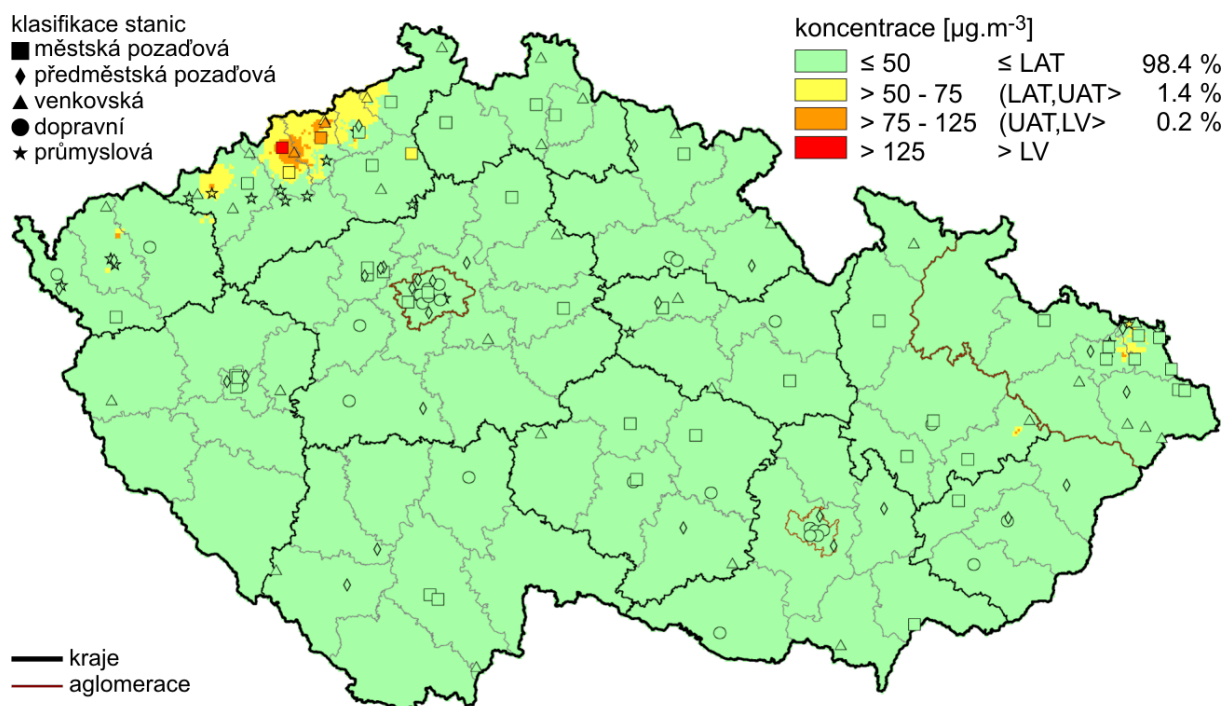 klasifikace stanic
městská pozaďová
předměstská pozaďová
venkovská
dopravní
průmyslová
koncentrace [µg.m-3]
≤ 50 ≤ LAT 98.4 %
> 50 - 75 (LAT,UAT> 1.4 %
> 75 - 125 (UAT,LV> 0.2 %
> 125 > LV
kraje
aglomerace